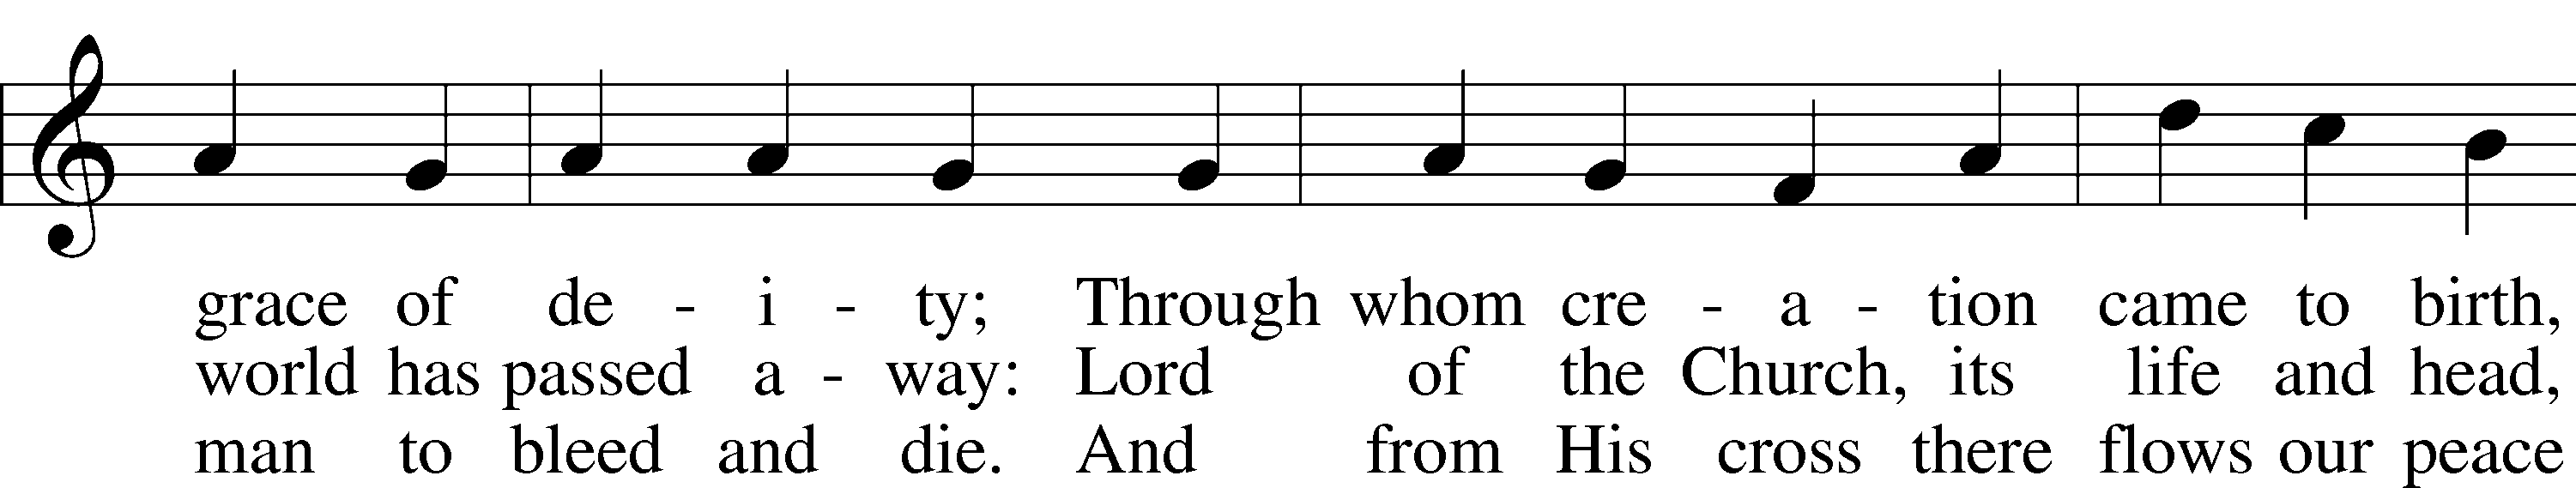 grace of de - i - ty; Through whom cre - a - tion came to birth,
world has passed a - way: Lord of the Church, its life and head,
man to bleed and die. And from His cross there flows our peace